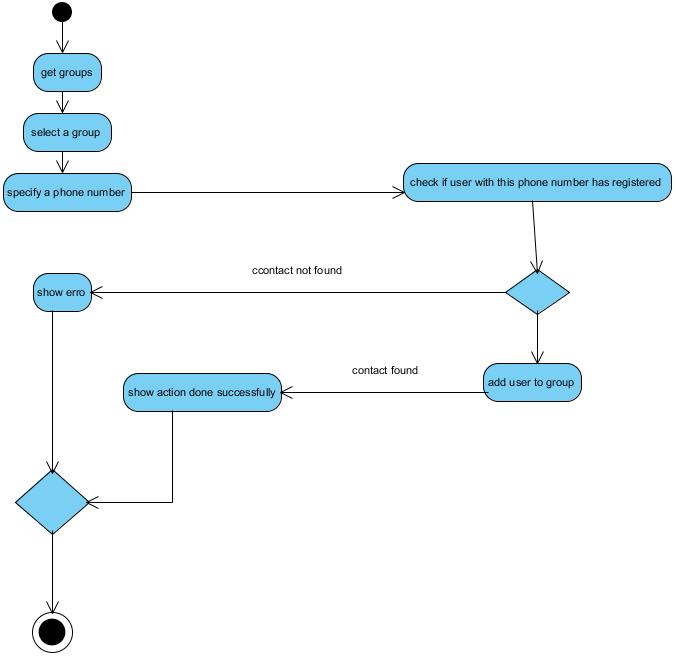 get groups
select a group
specify a phone number
check if user with this phone number has registered
ccontact not found
show erro
contact found
add user to group
show action done successfully